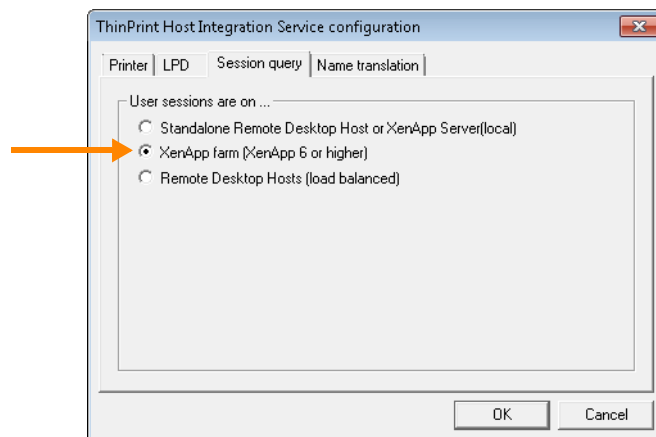 ThinPrint Host Integration Service configuration
Printer LPD Session query Name translation
User sessions are on ...
Standalone Remote Desktop Host or XenApp Server(local)
XenApp farm (XenApp 6 or higher)
Remote Desktop Hosts (load balanced)
OK Cancel